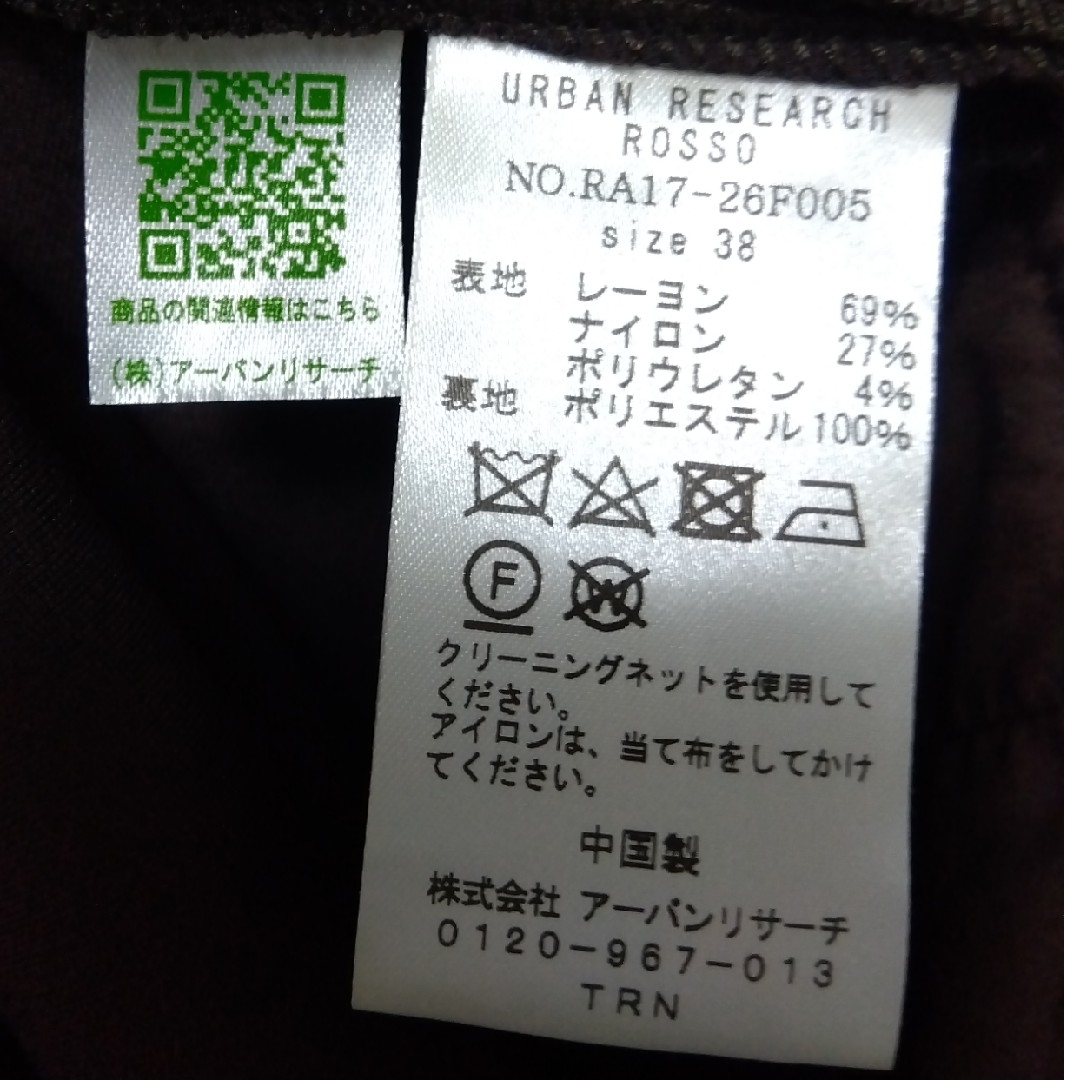 商品の関連情報はこちら
(株)アーバンリサーチ
URBAN RESEARCH
ROSSO
NO.RA17-26F005
size 38
表地 レーヨン 69%
ナイロン 27%
ポリウレタン 4%
裏地 ポリエステル 100%
F
W
クリーニングネットを使用して
ください。
アイロンは、当て布をしてかけ
てください。
中国製
株式会社 アーバンリサーチ
0120-967-013
TRN